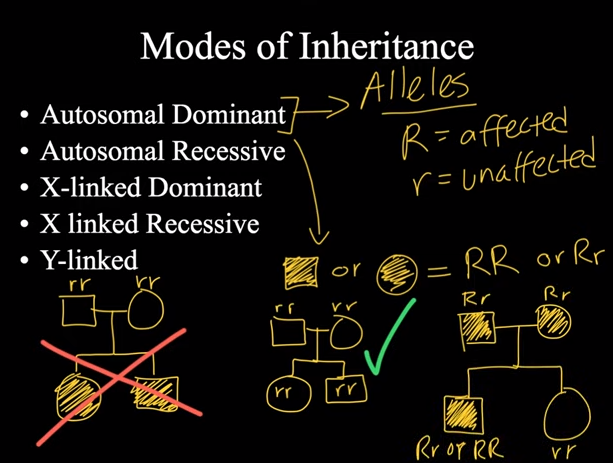 Modes of Inheritance
• Autosomal Dominant
• Autosomal Recessive
• X-linked Dominant
• X linked Recessive
• Y-linked
Alleles
R = affected
r = unaffected
or = RR or Rr
rr rr
rr rr
rr rr
Rr Rr
Rr or RR rr